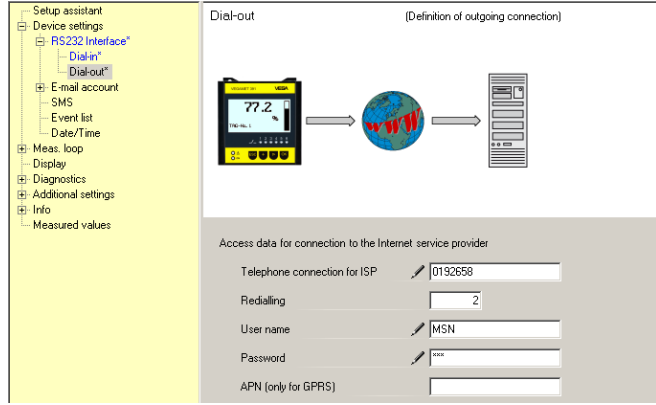 Setup assistant
Device settings
RS232 Interface*
Dial-in*
Dial-out*
E-mail account
SMS
Event list
Date/Time
Meas. loop
Display
Diagnostics
Additional settings
Info
Measured values
Dial-out (Definition of outgoing connection)
VEGA
77.2
%
TAG-No.1
WWW
Access data for connection to the Internet service provider
Telephone connection for ISP 0192658
Redialling 2
User name MSN
Password ***
APN (only for GPRS)